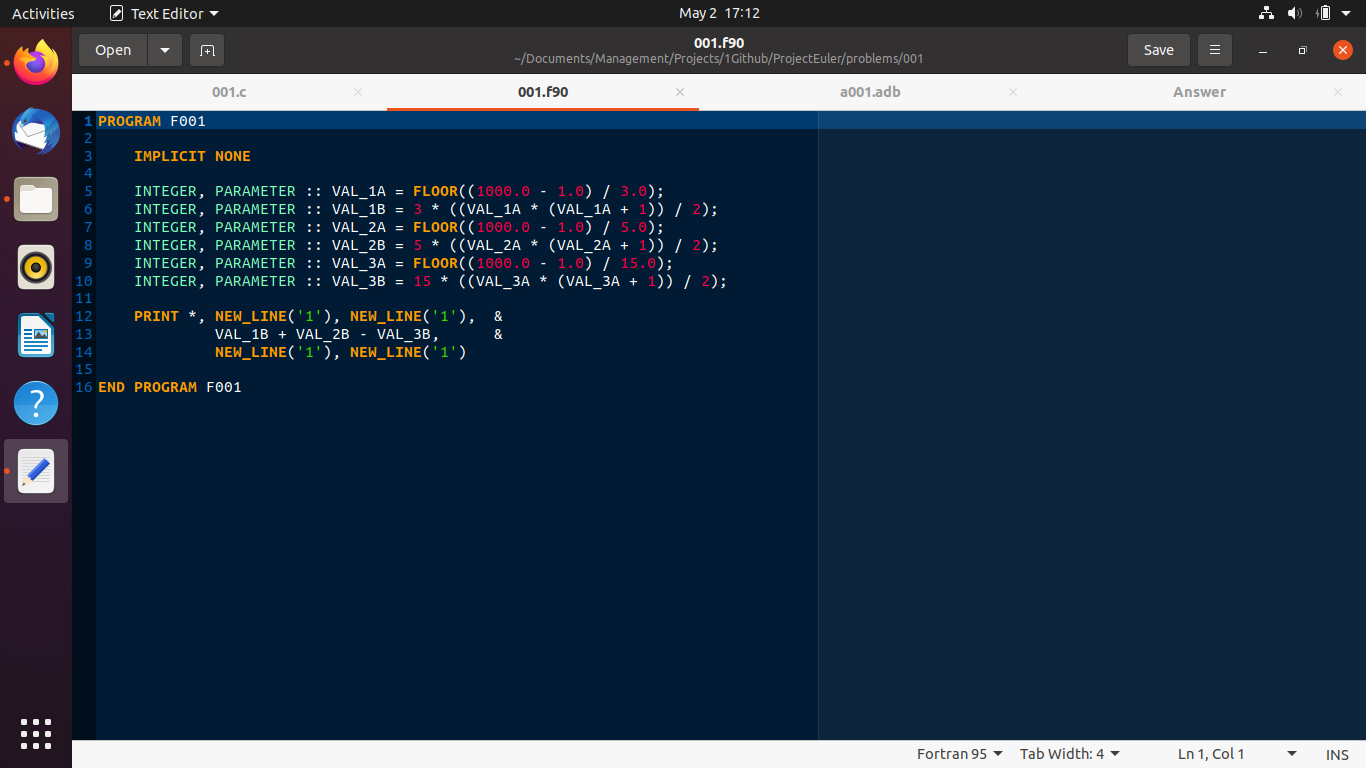 Activities Text Editor May 2 17:12
Open 001.f90 Save
~/Documents/Management/Projects/1Github/ProjectEuler/problems/001
001.c 001.f90 a001.adb Answer
1 PROGRAM F001
2
3     IMPLICIT NONE
4
5     INTEGER, PARAMETER :: VAL_1A = FLOOR((1000.0 - 1.0) / 3.0);
6     INTEGER, PARAMETER :: VAL_1B = 3 * ((VAL_1A * (VAL_1A + 1)) / 2);
7     INTEGER, PARAMETER :: VAL_2A = FLOOR((1000.0 - 1.0) / 5.0);
8     INTEGER, PARAMETER :: VAL_2B = 5 * ((VAL_2A * (VAL_2A + 1)) / 2);
9     INTEGER, PARAMETER :: VAL_3A = FLOOR((1000.0 - 1.0) / 15.0);
10     INTEGER, PARAMETER :: VAL_3B = 15 * ((VAL_3A * (VAL_3A + 1)) / 2);
11
12     PRINT *, NEW_LINE('1'), NEW_LINE('1'),  &
13              VAL_1B + VAL_2B - VAL_3B,      &
14              NEW_LINE('1'), NEW_LINE('1')
15
16 END PROGRAM F001
Fortran 95 Tab Width: 4 Ln 1, Col 1 INS